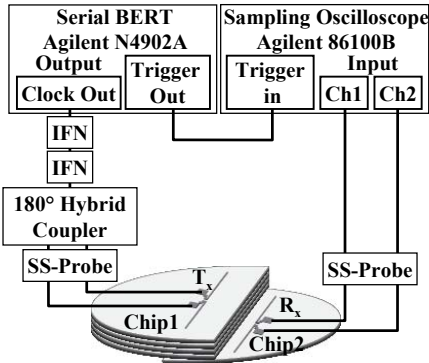 Serial BERT
Agilent N4902A
Output
Clock Out
Trigger
Out
Sampling Oscilloscope
Agilent 86100B
Trigger
in
Input
Ch1
Ch2
IFN
IFN
180° Hybrid
Coupler
SS-Probe
SS-Probe
Tx
Rx
Chip1
Chip2